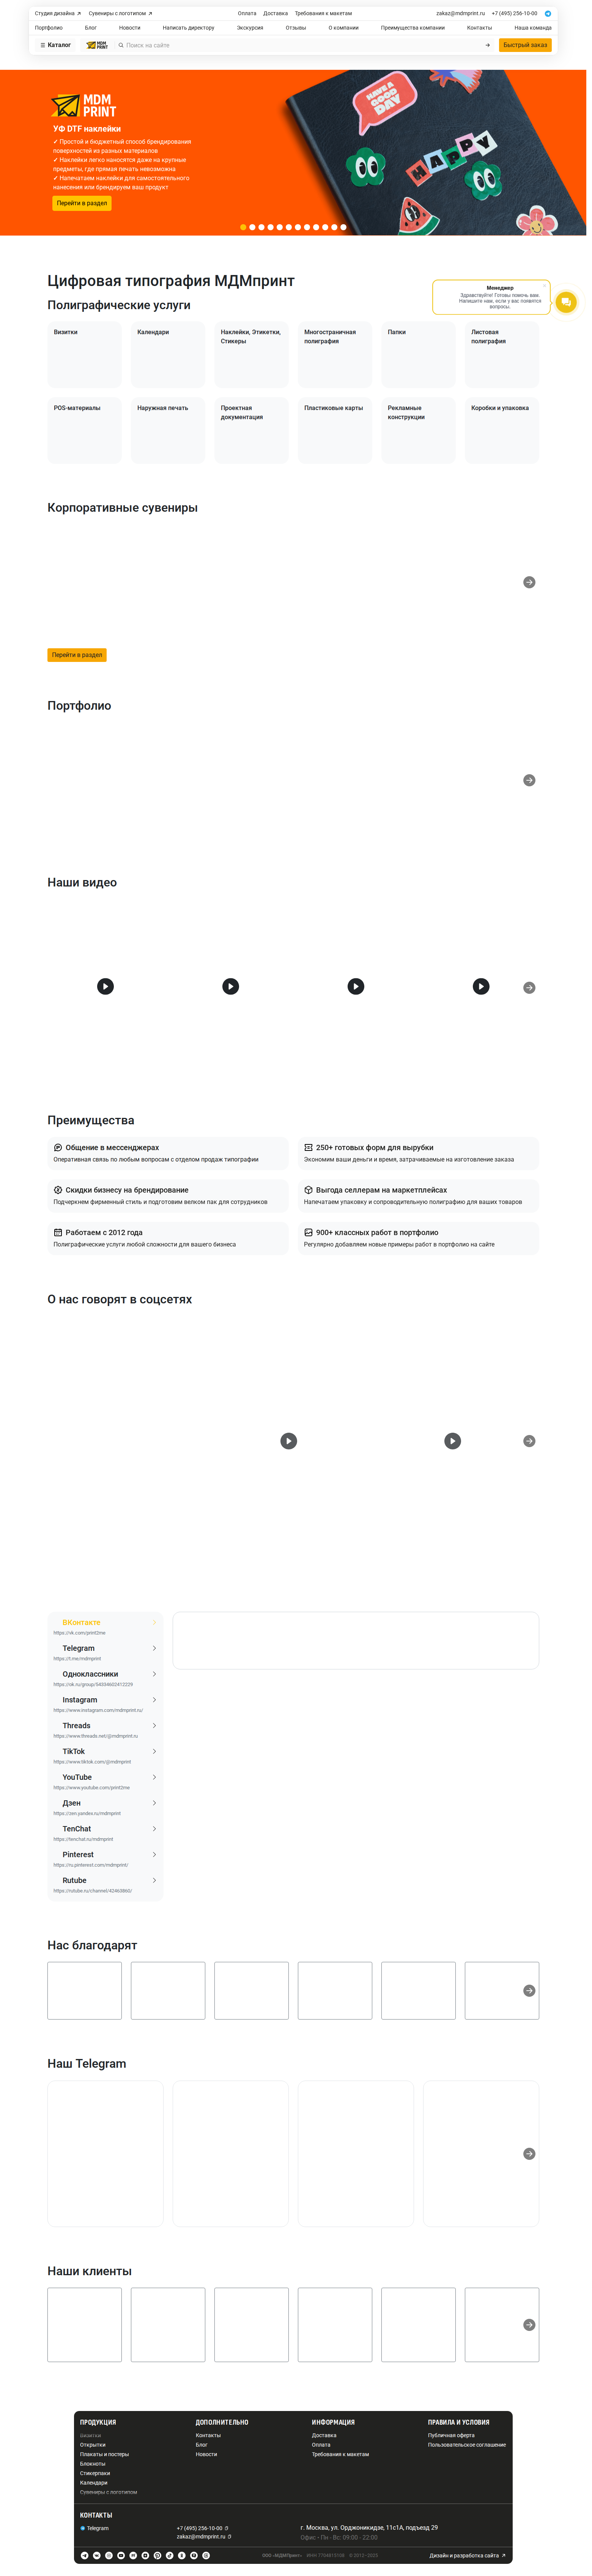 Студия дизайна
Сувениры с логотипом
Оплата
Доставка
Требования к макетам
zakaz@mdmprint.ru
+7 (495) 256-10-00
Портфолио
Блог
Новости
Написать директору
Экскурсия
Отзывы
О компании
Преимущества компании
Контакты
Наша команда
Каталог
MDM PRINT
Поиск на сайте
Быстрый заказ
MDM
PRINT
УФ DTF наклейки
✓ Простой и бюджетный способ брендирования
поверхностей из разных материалов
✓ Наклейки легко наносятся даже на крупные
предметы, где прямая печать невозможна
✓ Напечатаем наклейки для самостоятельного
нанесения или брендируем ваш продукт
Перейти в раздел
HAVE A
GOOD
DAY
HAPPY
Цифровая типография МДМпринт
Менеджер
Здравствуйте! Готовы помочь вам.
Напишите нам, если у вас появятся
вопросы.
Полиграфические услуги
Визитки
Календари
Наклейки, Этикетки,
Стикеры
Многостраничная
полиграфия
Папки
Листовая
полиграфия
POS-материалы
Наружная печать
Проектная
документация
Пластиковые карты
Рекламные
конструкции
Коробки и упаковка
Корпоративные сувениры
Перейти в раздел
Портфолио
Наши видео
Преимущества
Общение в мессенджерах
Оперативная связь по любым вопросам с отделом продаж типографии
250+ готовых форм для вырубки
Экономим ваши деньги и время, затрачиваемые на изготовление заказа
Скидки бизнесу на брендирование
Подчеркнем фирменный стиль и подготовим велком пак для сотрудников
Выгода селлерам на маркетплейсах
Напечатаем упаковку и сопроводительную полиграфию для ваших товаров
Работаем с 2012 года
Полиграфические услуги любой сложности для вашего бизнеса
900+ классных работ в портфолио
Регулярно добавляем новые примеры работ в портфолио на сайте
О нас говорят в соцсетях
ВКонтакте
https://vk.com/print2me
Telegram
https://t.me/mdmprint
Одноклассники
https://ok.ru/group/54334602412229
Instagram
https://www.instagram.com/mdmprint.ru/
Threads
https://www.threads.net/@mdmprint.ru
TikTok
https://www.tiktok.com/@mdmprint
YouTube
https://www.youtube.com/print2me
Дзен
https://zen.yandex.ru/mdmprint
TenChat
https://tenchat.ru/mdmprint
Pinterest
https://ru.pinterest.com/mdmprint/
Rutube
https://rutube.ru/channel/42463860/
Нас благодарят
Наш Telegram
Наши клиенты
ПРОДУКЦИЯ
Визитки
Открытки
Плакаты и постеры
Блокноты
Стикерпаки
Календари
Сувениры с логотипом
ДОПОЛНИТЕЛЬНО
Контакты
Блог
Новости
ИНФОРМАЦИЯ
Доставка
Оплата
Требования к макетам
ПРАВИЛА И УСЛОВИЯ
Публичная оферта
Пользовательское соглашение
КОНТАКТЫ
Telegram
+7 (495) 256-10-00
zakaz@mdmprint.ru
г. Москва, ул. Орджоникидзе, 11с1А, подъезд 29
Офис - Пн - Вс: 09:00 - 22:00
ООО «МДМПринт»
© 2012—2025
Дизайн и разработка сайта